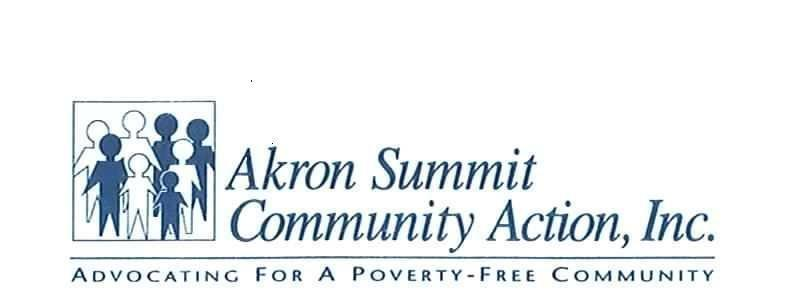 Akron Summit
Community Action, Inc.
ADVOCATING FOR A POVERTY-FREE COMMUNITY